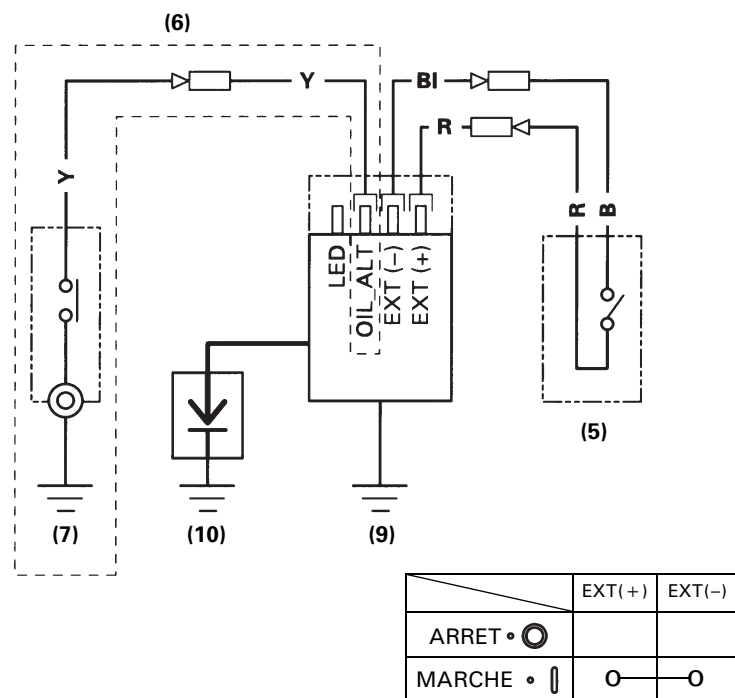 (6)
Y
Bl
R
Y
R
B
LED
OIL_ALT
EXT (–)
EXT (+)
(5)
(7)
(10)
(9)
EXT(+) EXT(–)
ARRET
MARCHE